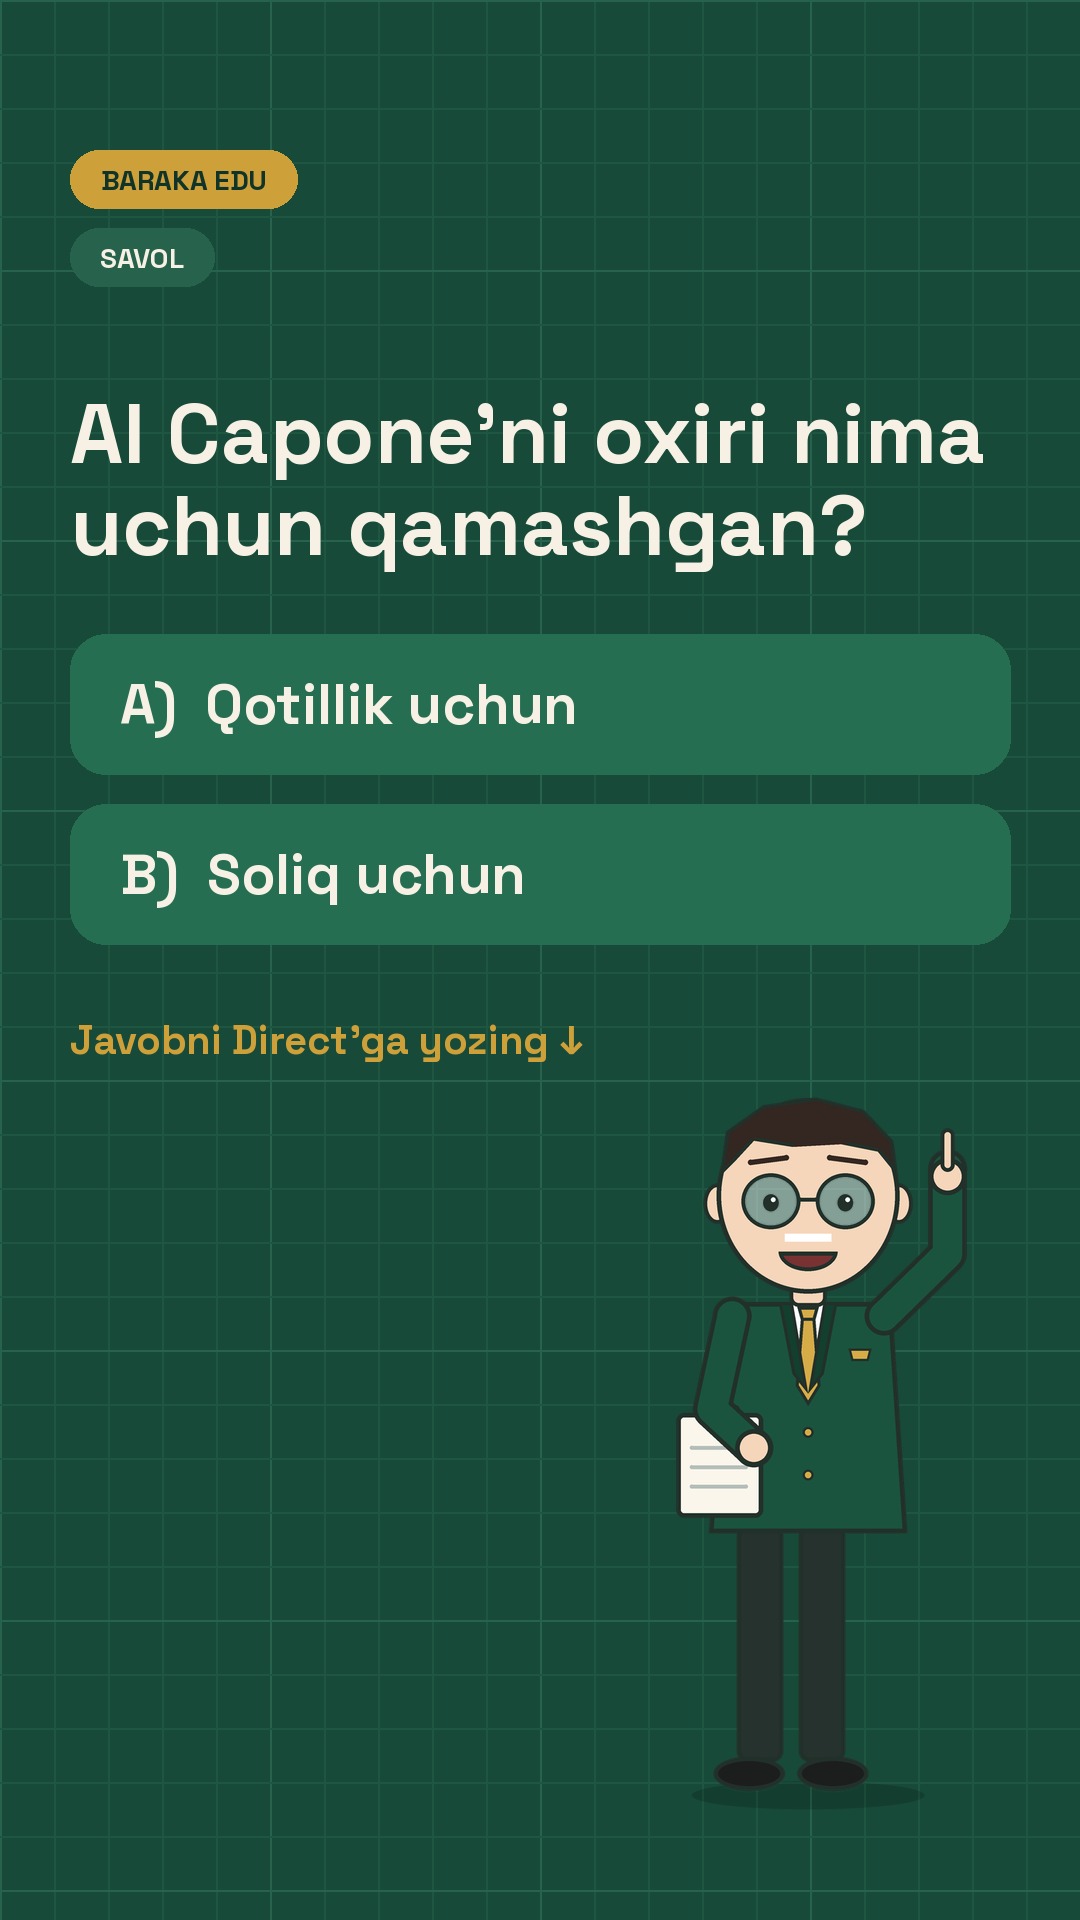 BARAKA EDU
SAVOL
Al Capone’ni oxiri nima
uchun qamashgan?
A) Qotillik uchun
B) Soliq uchun
Javobni Direct’ga yozing ↓